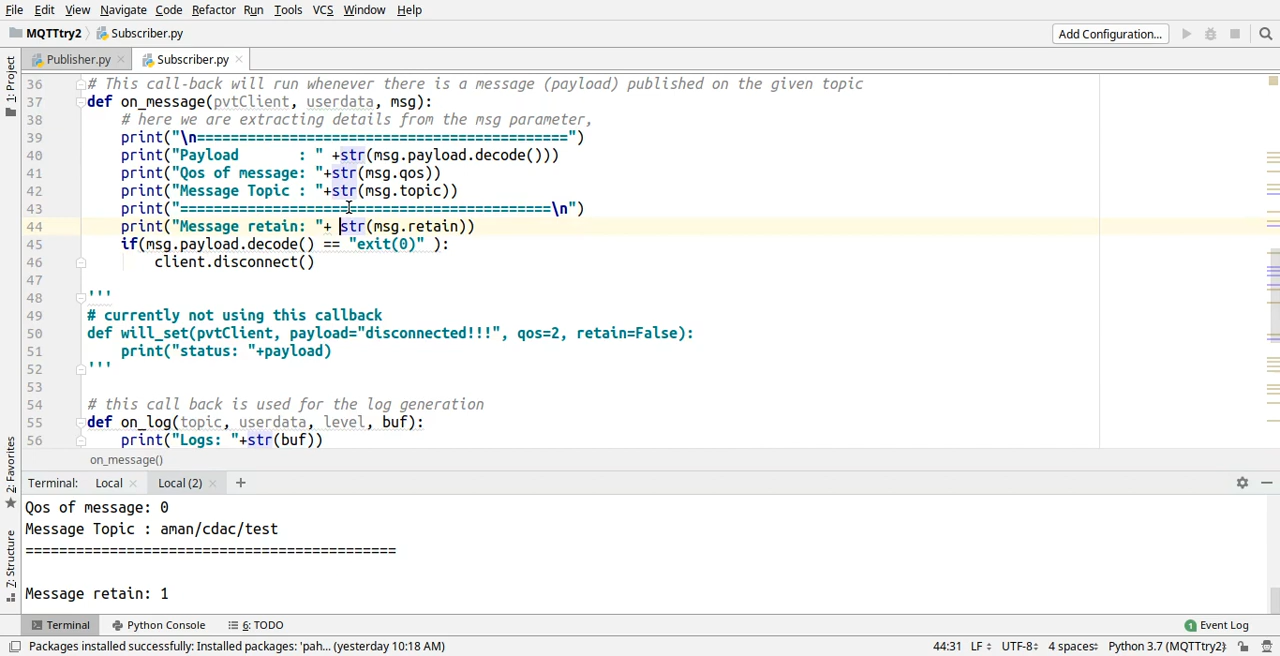 File Edit View Navigate Code Refactor Run Tools VCS Window Help
MQTTtry2 Subscriber.py Add Configuration...
1: Project
Publisher.py Subscriber.py
36 # This call-back will run whenever there is a message (payload) published on the given topic
37 def on_message(pvtClient, userdata, msg):
38 # here we are extracting details from the msg parameter,
39 print("\n============================================")
40 print("Payload       : " +str(msg.payload.decode()))
41 print("Qos of message: "+str(msg.qos))
42 print("Message Topic : "+str(msg.topic))
43 print("============================================\n")
44 print("Message retain: "+ str(msg.retain))
45 if(msg.payload.decode() == "exit(0)" ):
46 client.disconnect()
47
48 '''
49 # currently not using this callback
50 def will_set(pvtClient, payload="disconnected!!!", qos=2, retain=False):
51 print("status: "+payload)
52 '''
53
54 # this call back is used for the log generation
55 def on_log(topic, userdata, level, buf):
56 print("Logs: "+str(buf))
on_message()
2: Favorites
7: Structure
Terminal: Local Local (2) +
Qos of message: 0
Message Topic : aman/cdac/test
============================================
Message retain: 1
Terminal Python Console 6: TODO 1 Event Log
Packages installed successfully: Installed packages: 'pah... (yesterday 10:18 AM) 44:31 LF UTF-8 4 spaces Python 3.7 (MQTTtry2)